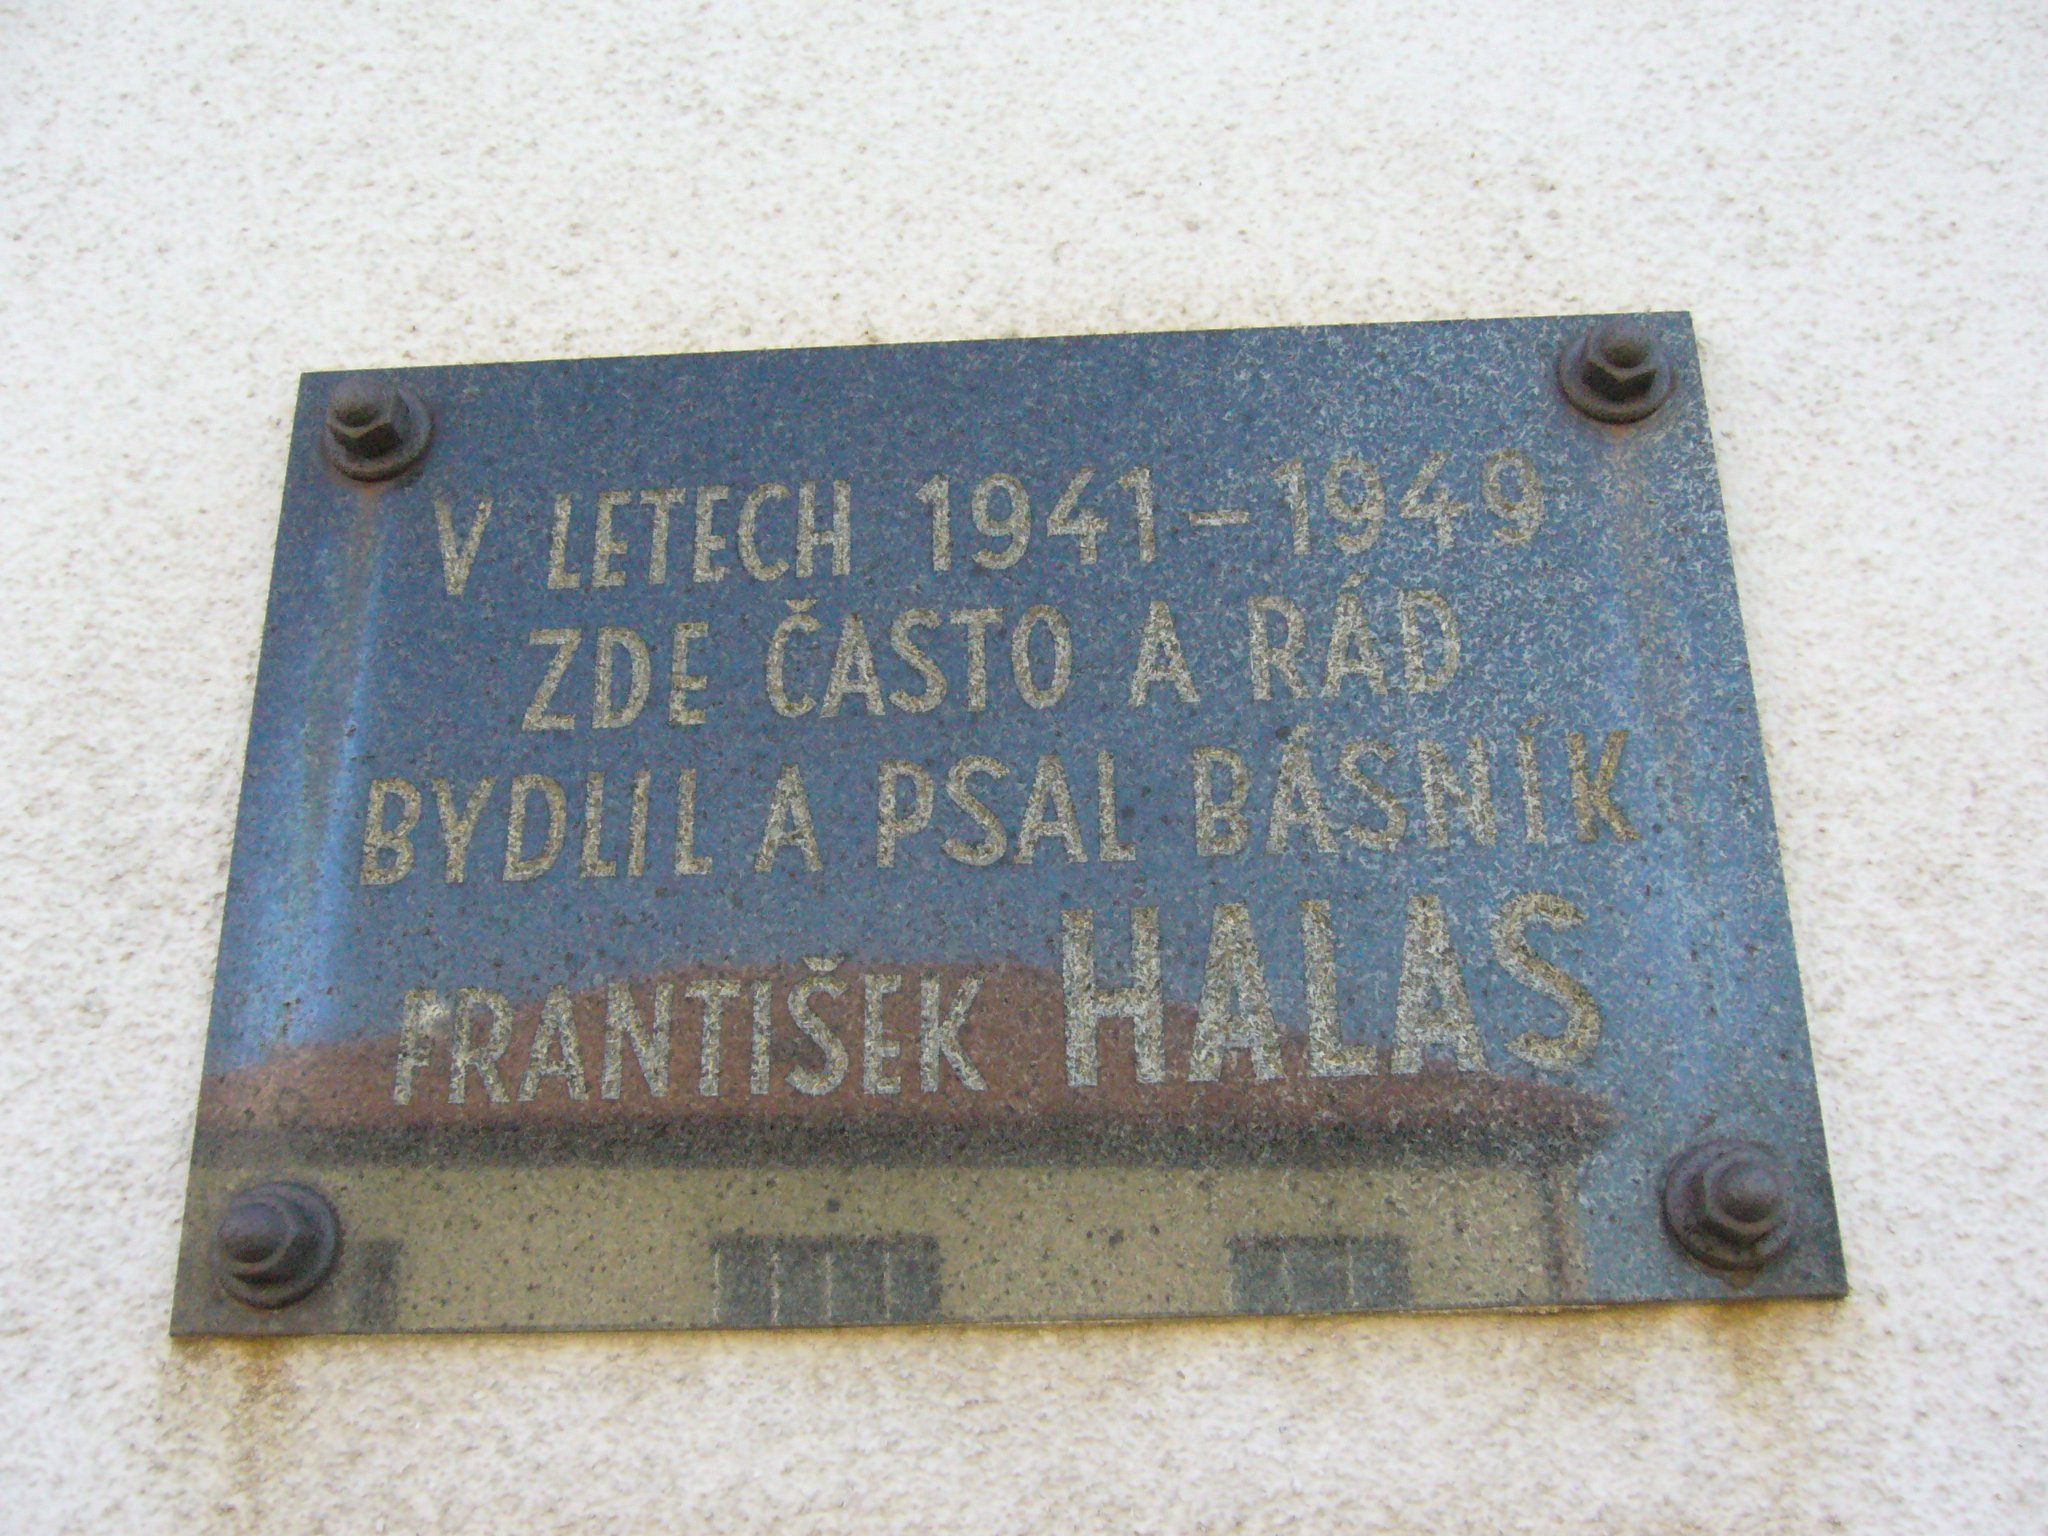 V LETECH 1941 – 1949
ZDE ČASTO A RÁD
BYDLIL A PSAL BÁSNÍK
FRANTIŠEK HALAS